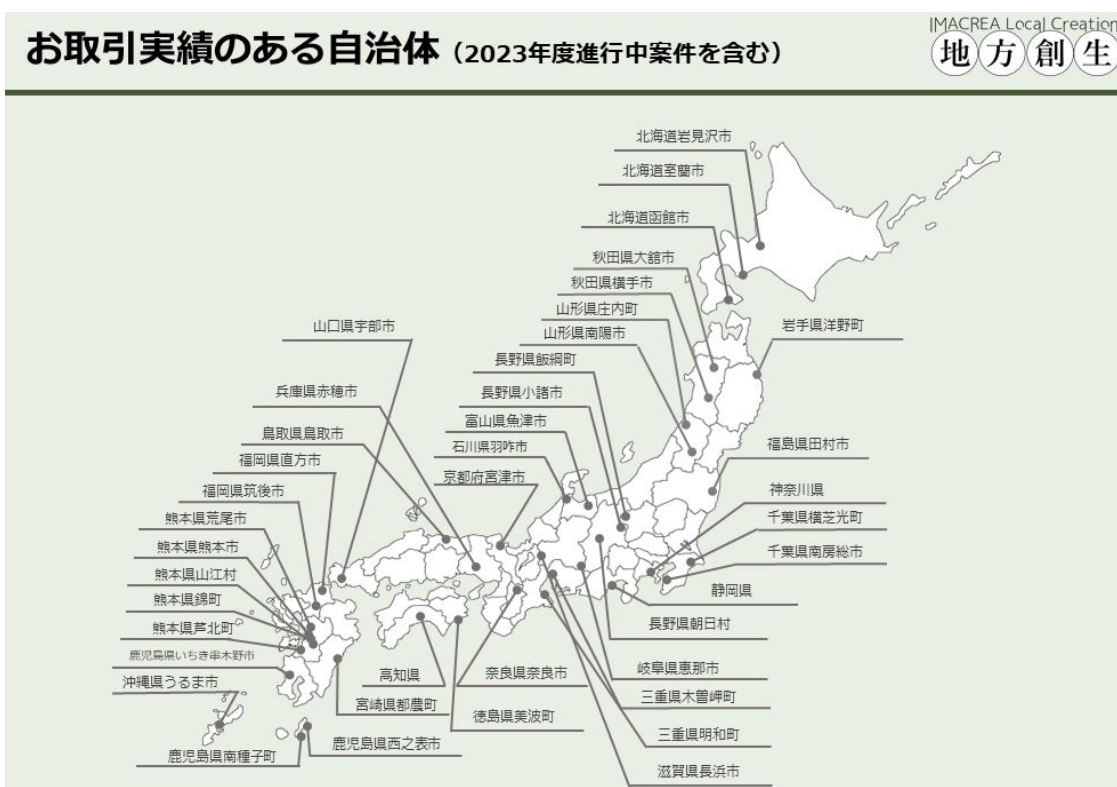 お取引実績のある自治体（2023年度進行中案件を含む）
IMACREA Local Creation
地方創生
北海道岩見沢市
北海道室蘭市
北海道函館市
秋田県大館市
秋田県横手市
山形県庄内町
山形県南陽市
長野県飯綱町
長野県小諸市
富山県魚津市
石川県羽咋市
京都府宮津市
山口県宇部市
兵庫県赤穂市
鳥取県鳥取市
福岡県直方市
福岡県筑後市
熊本県荒尾市
熊本県熊本市
熊本県山江村
熊本県錦町
熊本県芦北町
鹿児島県いちき串木野市
沖縄県うるま市
鹿児島県南種子町
鹿児島県西之表市
宮崎県都農町
高知県
徳島県美波町
奈良県奈良市
岩手県洋野町
福島県田村市
神奈川県
千葉県横芝光町
千葉県南房総市
静岡県
長野県朝日村
岐阜県恵那市
三重県木曽岬町
三重県明和町
滋賀県長浜市